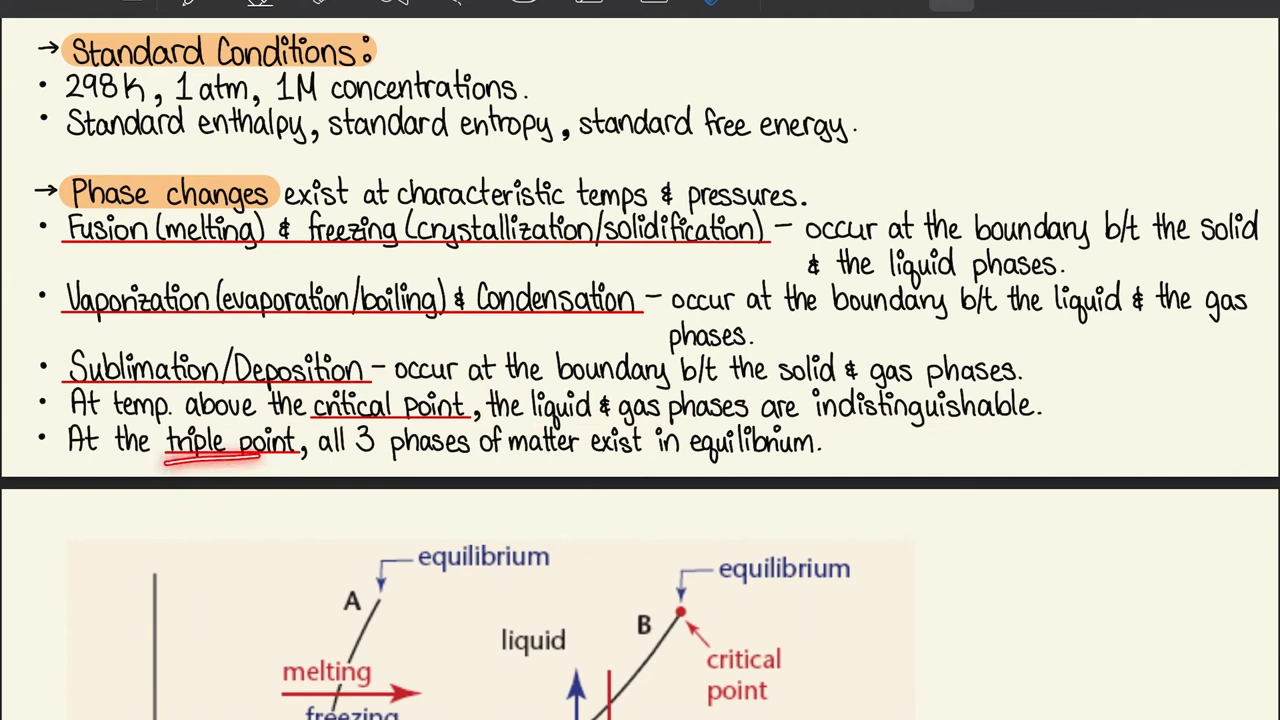 → Standard Conditions:
• 298K, 1 atm, 1M concentrations.
• Standard enthalpy, standard entropy, standard free energy.
→ Phase changes exist at characteristic temps & pressures.
• Fusion (melting) & freezing (crystallization/solidification) – occur at the boundary b/t the solid
& the liquid phases.
• Vaporization (evaporation/boiling) & Condensation – occur at the boundary b/t the liquid & the gas
phases.
• Sublimation/Deposition – occur at the boundary b/t the solid & gas phases.
• At temp. above the critical point, the liquid & gas phases are indistinguishable.
• At the triple point, all 3 phases of matter exist in equilibrium.
equilibrium
equilibrium
A
B
liquid
critical
point
melting
freezing